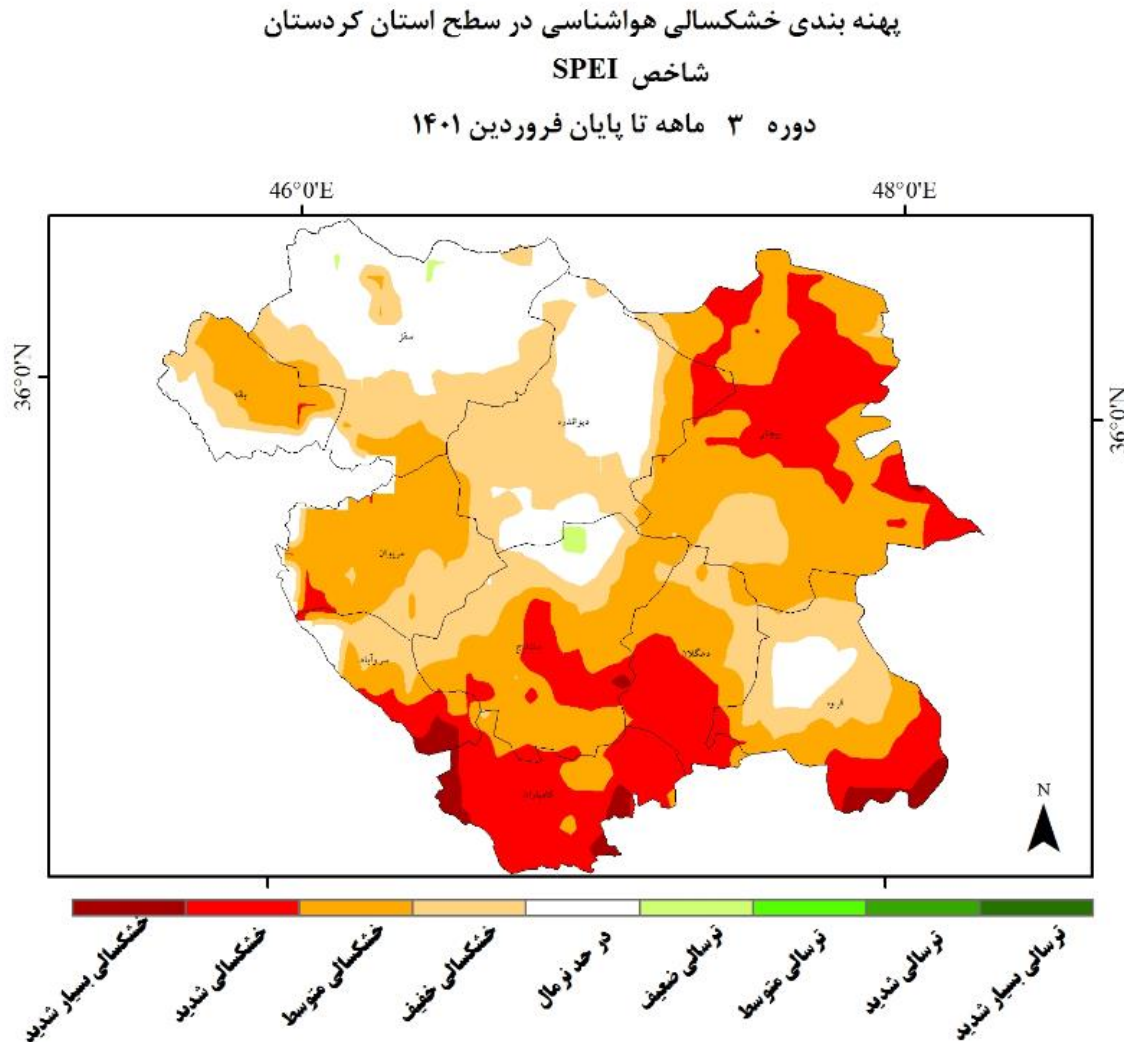 پهنه بندی خشکسالی هواشناسی در سطح استان کردستان
شاخص SPEI
دوره ۳ ماهه تا پایان فروردین ۱۴۰۱
46°0'E
48°0'E
36°0'N
36°0'N
سقز
بانه
دیواندره
بیجار
مریوان
سنندج
سروآباد
دهگلان
قروه
کامیاران
N
خشکسالی بسیار شدید
خشکسالی شدید
خشکسالی متوسط
خشکسالی خفیف
در حد نرمال
ترسالی ضعیف
ترسالی متوسط
ترسالی شدید
ترسالی بسیار شدید